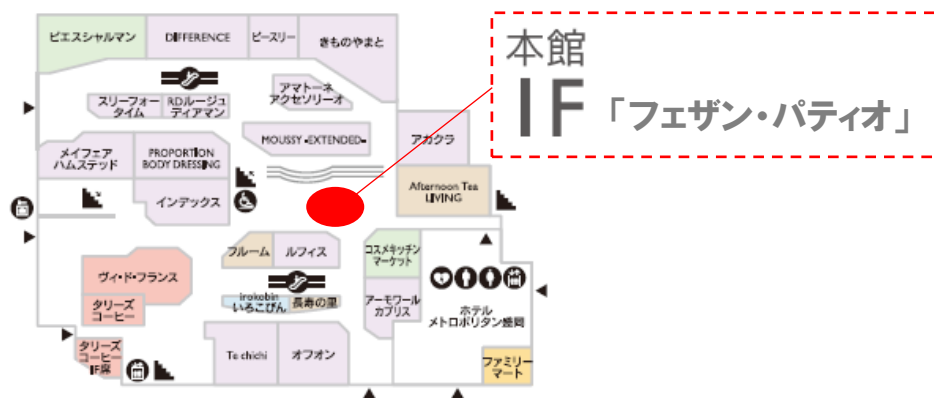 ピエスシャルマン
DIFFERENCE
ピースリー
きものやまと
本館
1F 「フェザン・パティオ」
スリーフォー
タイム
RDルージュ
ディアマン
アマトーネ
アクセソリーオ
MOUSSY •EXTENDED•
アカクラ
メイフェア
ハムステッド
PROPORTION
BODY DRESSING
インデックス
Afternoon Tea
LIVING
フルーム
ルフィス
コスメキッチン
マーケット
ヴィ・ド・フランス
タリーズ
コーヒー
irokobin
いろこびん
長寿の里
アーモワール
カプリス
ホテル
メトロポリタン盛岡
タリーズ
コーヒー
1F席
Te chichi
オフオン
ファミリー
マート